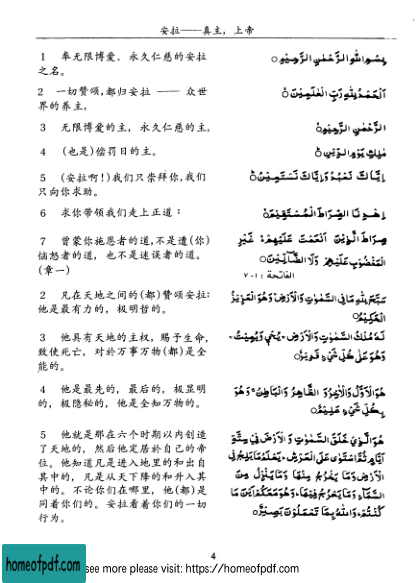 安拉——真主，上帝
1 奉无限博爱、永久仁慈的安拉
之名。
2 一切赞颂,都归安拉 —— 众世
界的养主,
3 无限博爱的主，永久仁慈的主,
4 (也是)偿罚日的主。
5 (安拉啊!)我们只崇拜你,我们
只向你求助。
6 求你带领我们走上正道：
7 曾蒙你施恩者的道,不是遭(你)
恼怒者的道，也不是迷误者的道。
(章一)
2 凡在天地之间的(都)赞颂安拉:
他是最有力的，极明哲的。
3 他具有天地的主权，赐予生命,
致使死亡，对於万事万物(都)是全
能的。
4 他是最先的，最后的，极显明
的，极隐秘的，他是全知万物的。
5 他就是那在六个时期以内创造
了天地的，然后他定居於自己的帝
位。他知道凡是进入地里的和出自
其中的，凡是从天下降的和升入其
中的。不论你们在哪里，他(都)是
同着你们的。安拉看着你们的一切
行为。
بِسْمِ اللهِ الرَّحْمٰنِ الرَّحِيْمِ
اَلْحَمْدُ لِلهِ رَبِّ الْعٰلَمِيْنَ
الرَّحْمٰنِ الرَّحِيْمِ
مٰلِكِ يَوْمِ الدِّيْنِ
اِيَّاكَ نَعْبُدُ وَاِيَّاكَ نَسْتَعِيْنُ
اِهْدِنَا الصِّرَاطَ الْمُسْتَقِيْمَ
صِرَاطَ الَّذِيْنَ اَنْعَمْتَ عَلَيْهِمْ غَيْرِ
الْمَغْضُوْبِ عَلَيْهِمْ وَلَا الضَّآلِّيْنَ
الفاتحة : ١-٧
سَبَّحَ لِلهِ مَا فِى السَّمٰوٰتِ وَالْاَرْضِ وَهُوَ الْعَزِيْزُ
الْحَكِيْمُ
لَهٗ مُلْكُ السَّمٰوٰتِ وَالْاَرْضِ يُحْيٖ وَيُمِيْتُ
وَهُوَ عَلٰى كُلِّ شَيْءٍ قَدِيْرٌ
هُوَ الْاَوَّلُ وَالْاٰخِرُ وَ الظَّاهِرُ وَالْبَاطِنُ وَهُوَ
بِكُلِّ شَيْءٍ عَلِيْمٌ
هُوَ الَّذِيْ خَلَقَ السَّمٰوٰتِ وَ الْاَرْضَ فِيْ سِتَّةِ
اَيَّامٍ ثُمَّ اسْتَوٰى عَلَى الْعَرْشِ يَعْلَمُ مَا يَلِجُ فِى
الْاَرْضِ وَمَا يَخْرُجُ مِنْهَا وَمَا يَنْزِلُ مِنَ
السَّمَآءِ وَمَا يَعْرُجُ فِيْهَا وَهُوَ مَعَكُمْ اَيْنَ مَا
كُنْتُمْ وَاللهُ بِمَا تَعْمَلُوْنَ بَصِيْرٌ
4
homeofpdf.com
see more please visit: https://homeofpdf.com